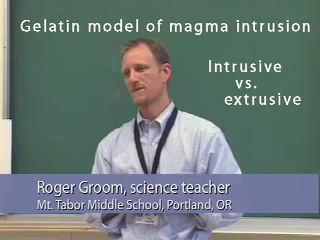 Gelatin model of magma intrusion
Intrusive
vs.
extrusive
Roger Groom, science teacher
Mt. Tabor Middle School, Portland, OR